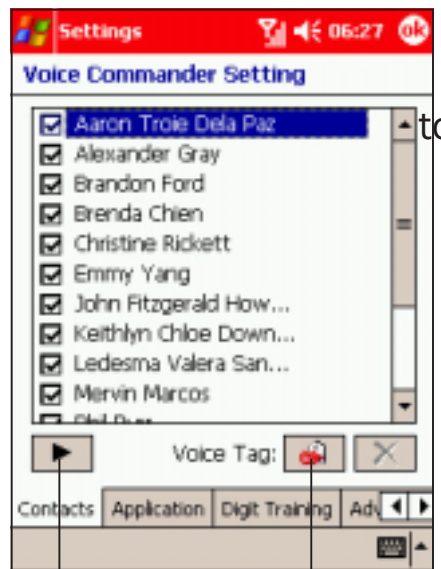 Settings 06:27 ok
Voice Commander Setting
Aaron Troie Dela Paz
to
Alexander Gray
Brandon Ford
Brenda Chien
Christine Rickett
Emmy Yang
John Fitzgerald How...
Keithlyn Chloe Down...
Ledesma Valera San...
Mervin Marcos
Voice Tag:
Contacts Application Digit Training Adv